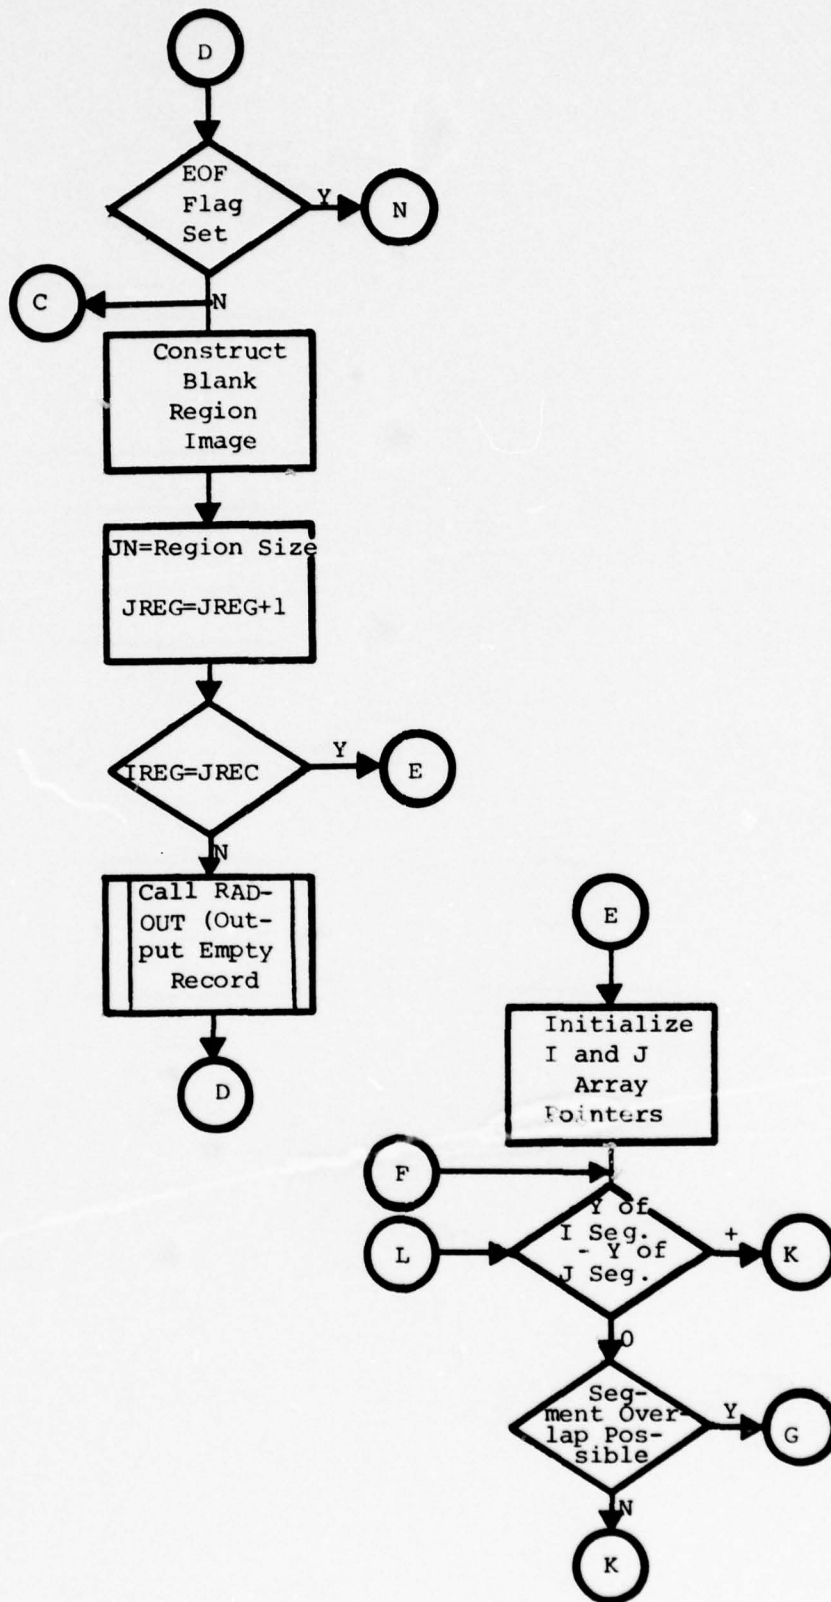 D
EOF
Flag
Set
Y
N
C
N
Construct
Blank
Region
Image
JN=Region Size
JREG=JREG+1
IREG=JREC
Y
E
N
Call RAD-
OUT (Out-
put Empty
Record
D
E
Initialize
I and J
Array
Pointers
F
Y of
I Seg.
- Y of
J Seg.
L
+
K
0
Seg-
ment Over-
lap Pos-
sible
Y
G
N
K